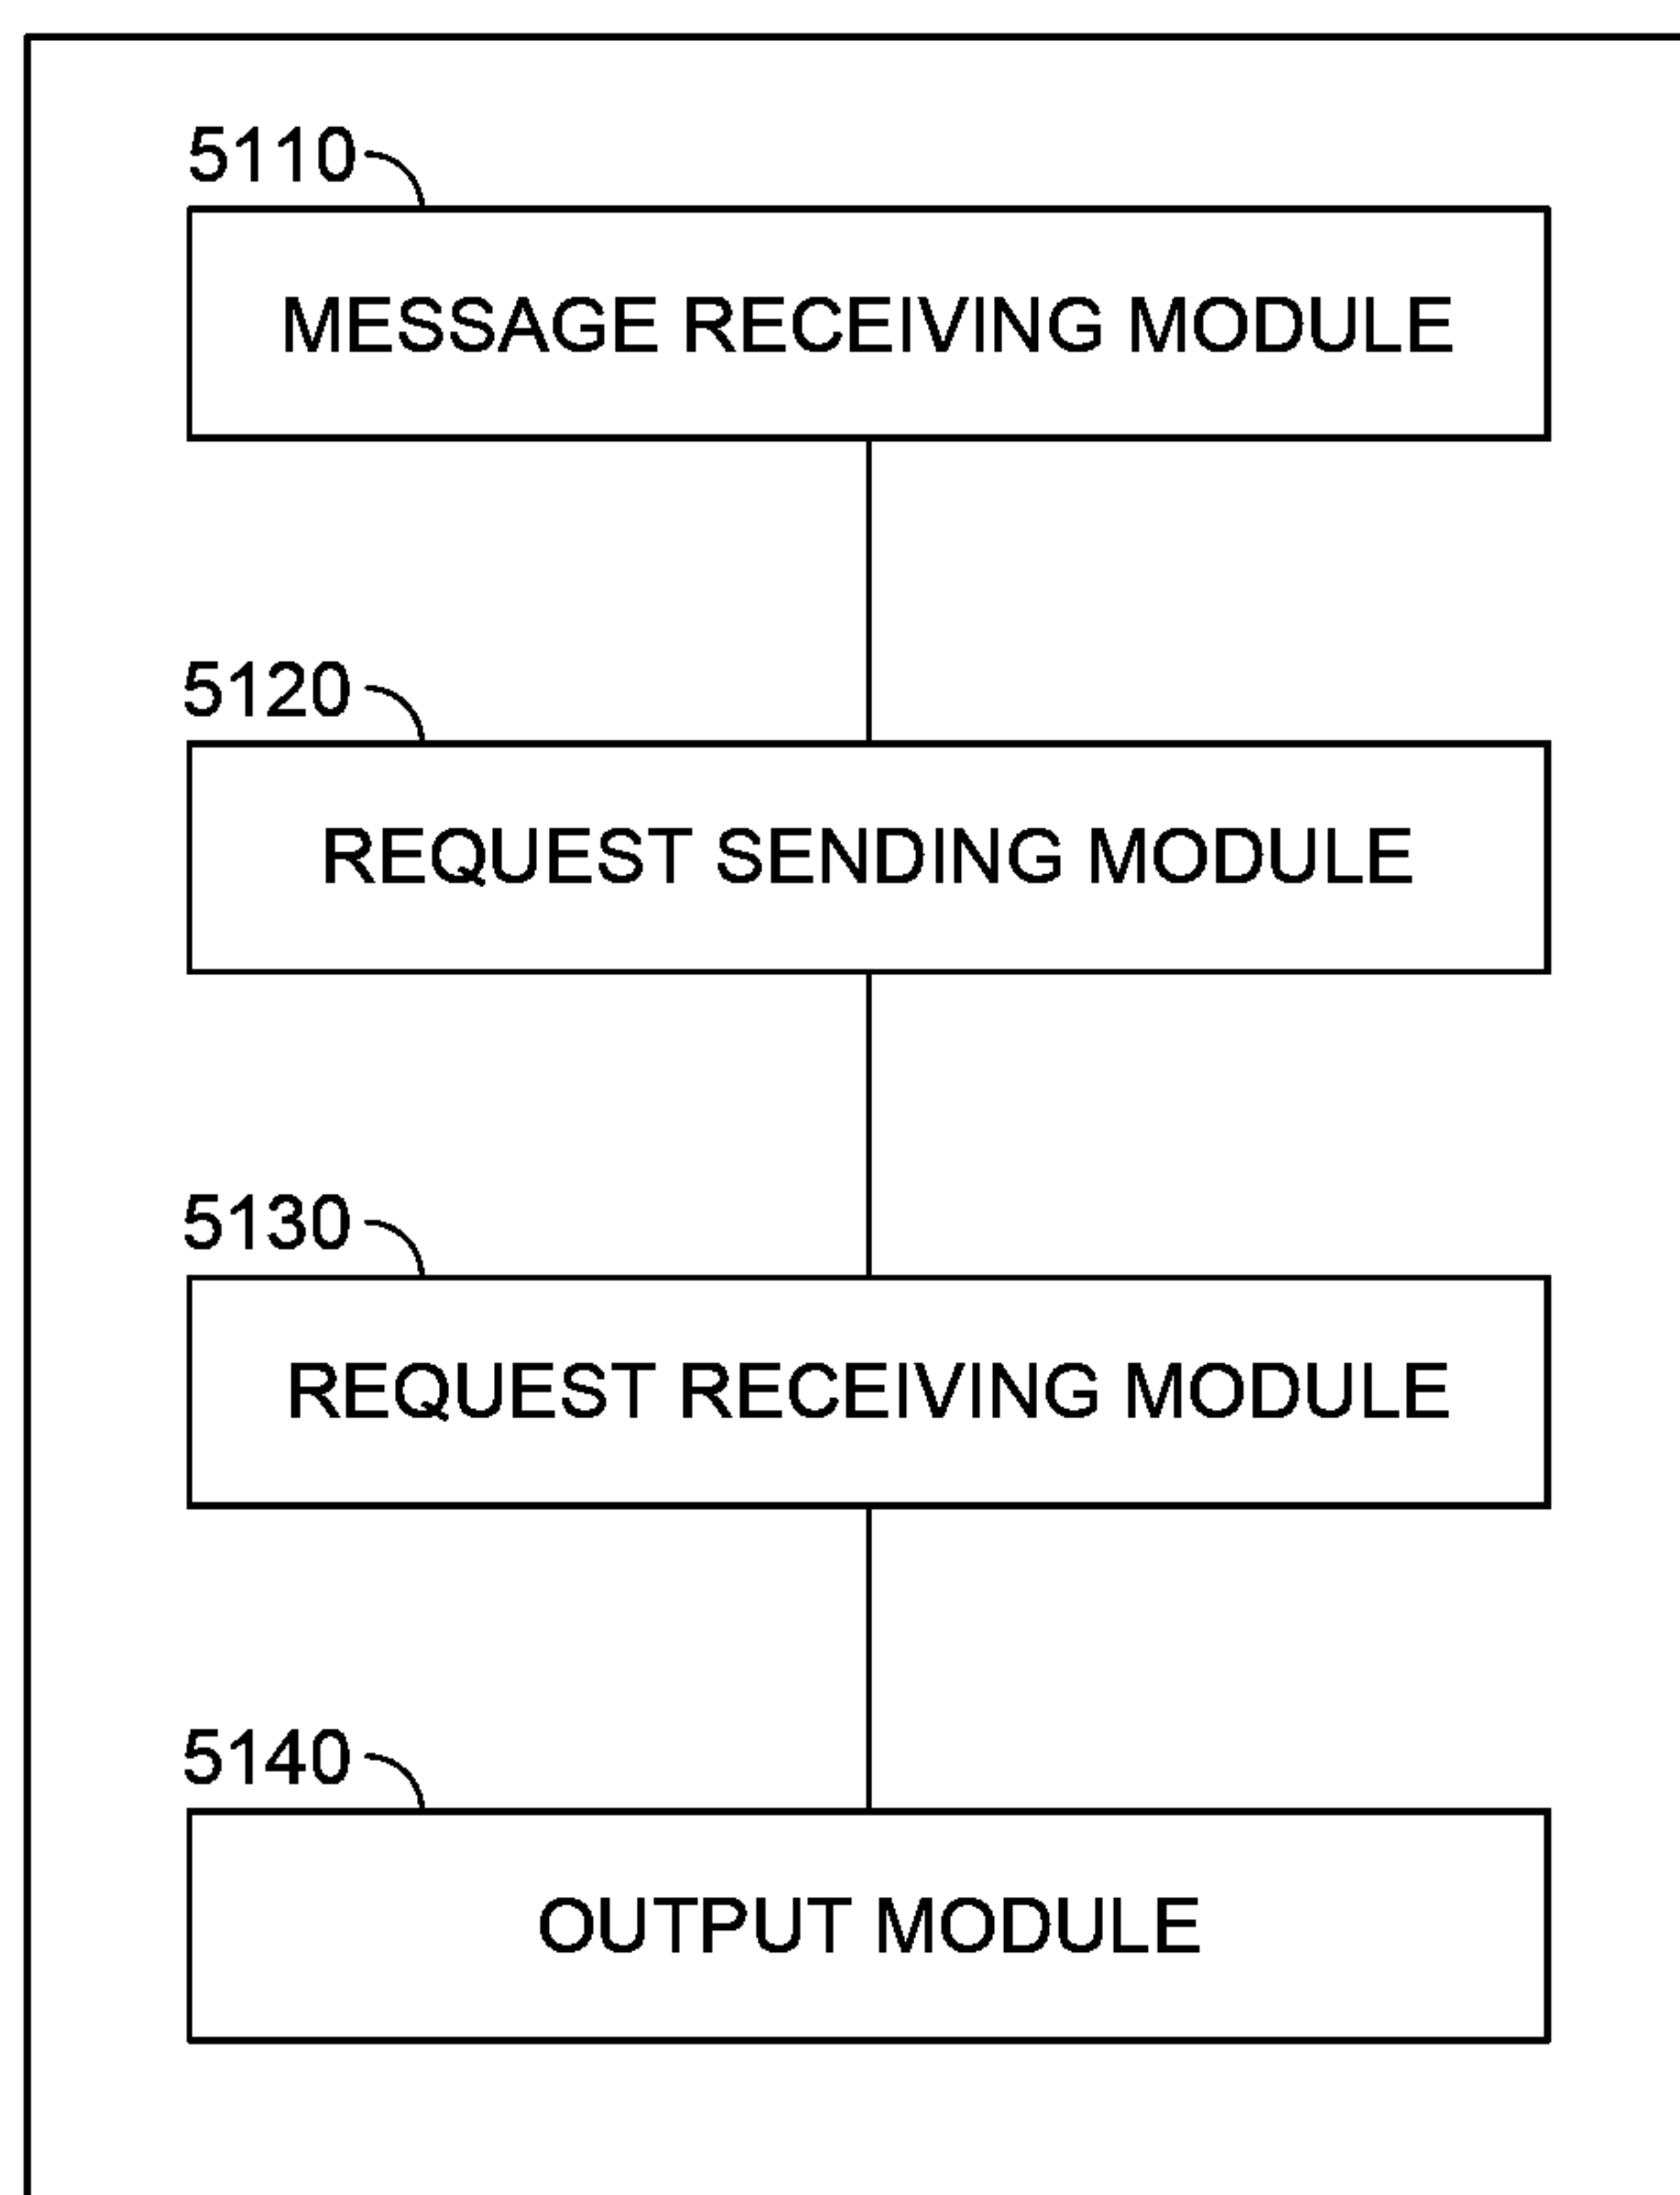 5110
MESSAGE RECEIVING MODULE
5120
REQUEST SENDING MODULE
5130
REQUEST RECEIVING MODULE
5140
OUTPUT MODULE